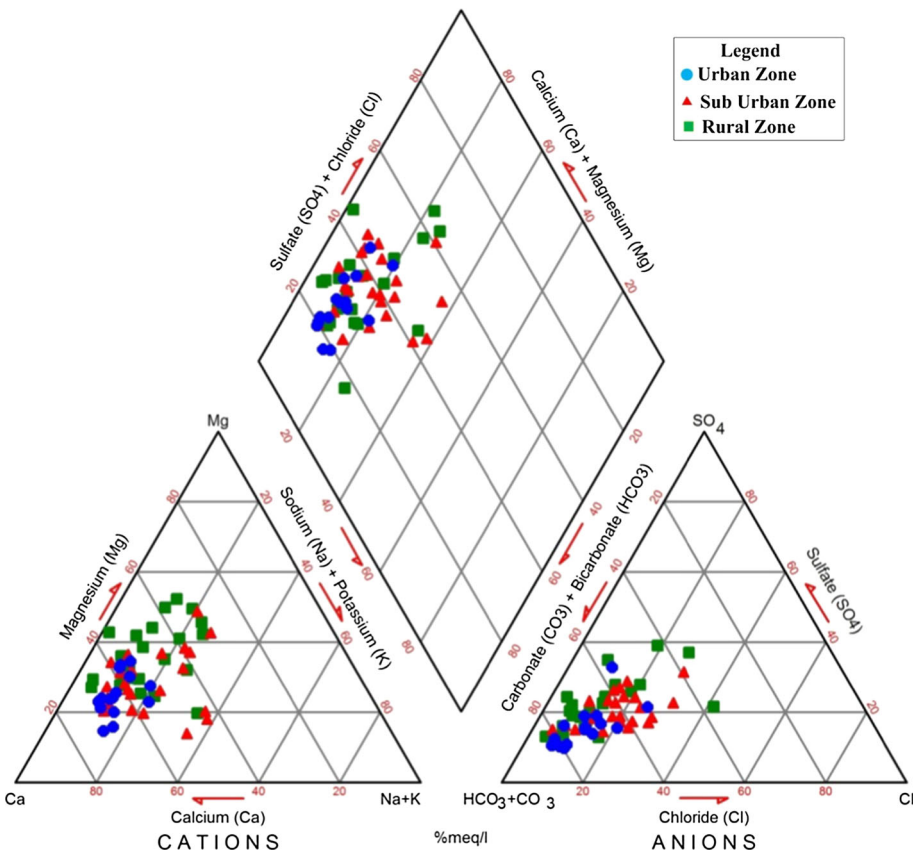 Legend
Urban Zone
Sub Urban Zone
Rural Zone
Sulfate (SO4) + Chloride (Cl)
Calcium (Ca) + Magnesium (Mg)
80
60
40
20
80
60
40
20
20
40
60
80
20
40
60
80
Sodium (Na) + Potassium (K)
Carbonate (CO3) + Bicarbonate (HCO3)
Mg
Magnesium (Mg)
80
60
40
20
20
40
60
80
Ca
80
60
40
20
Na+K
Calcium (Ca)
CATIONS
%meq/l
SO4
Sulfate (SO4)
20
40
60
80
80
60
40
20
HCO3+CO3
20
40
60
80
Cl
Chloride (Cl)
ANIONS